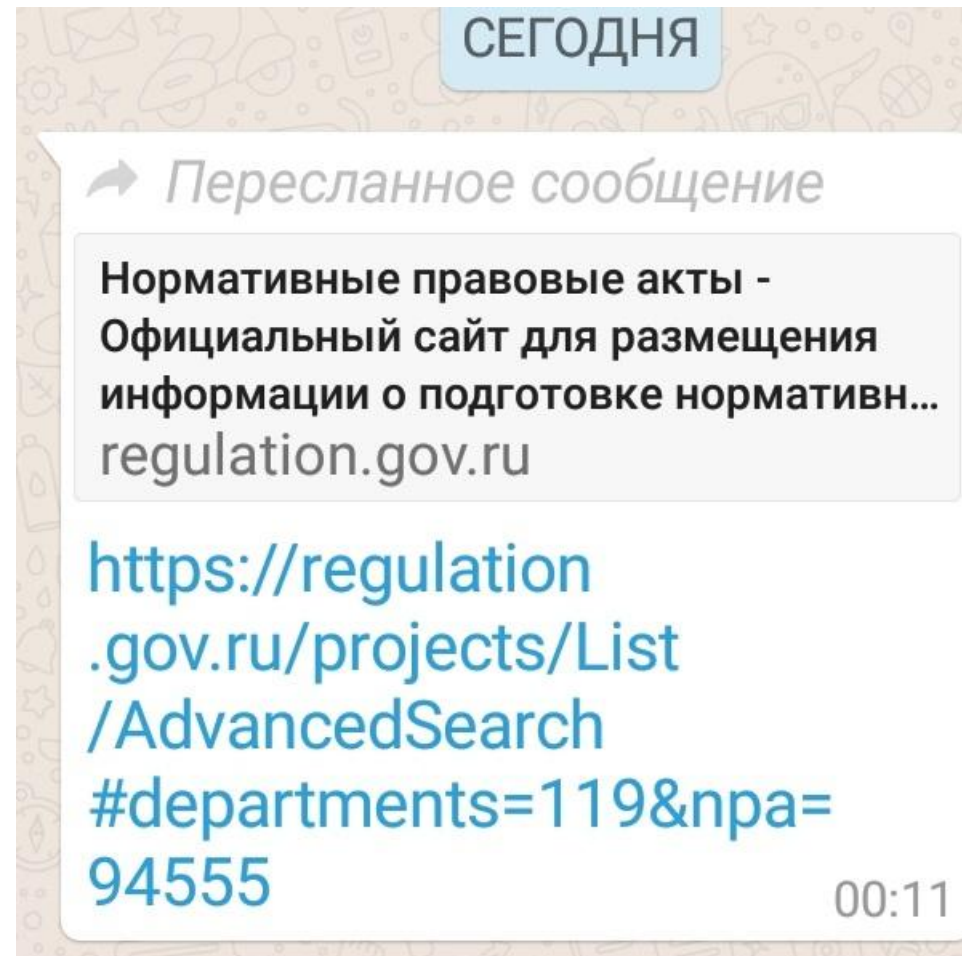 СЕГОДНЯ
Пересланное сообщение
Нормативные правовые акты -
Официальный сайт для размещения
информации о подготовке нормативн...
regulation.gov.ru
https://regulation
.gov.ru/projects/List
/AdvancedSearch
#departments=119&npa=
94555
00:11